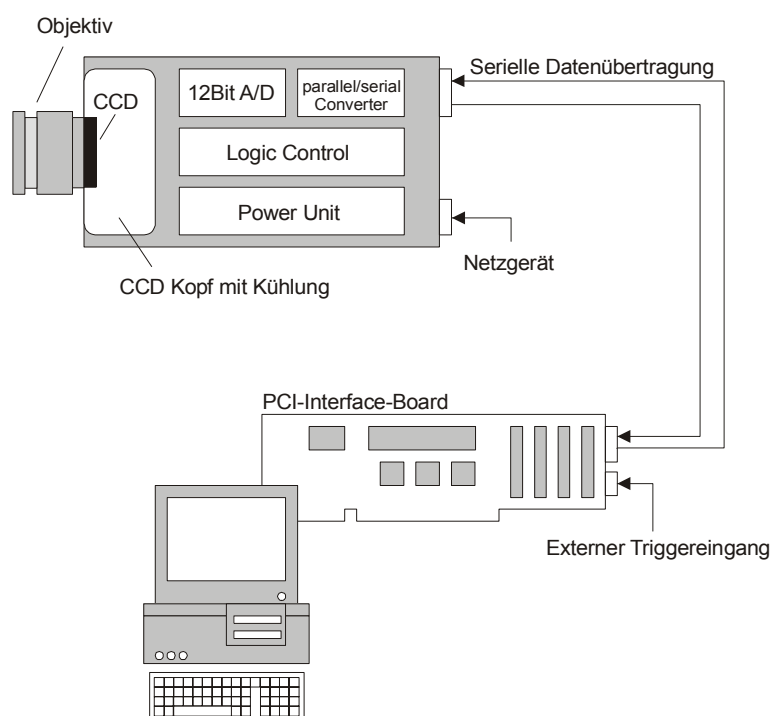 Objektiv
CCD
12Bit A/D
parallel/serial
Converter
Serielle Datenübertragung
Logic Control
Power Unit
Netzgerät
CCD Kopf mit Kühlung
PCI-Interface-Board
Externer Triggereingang